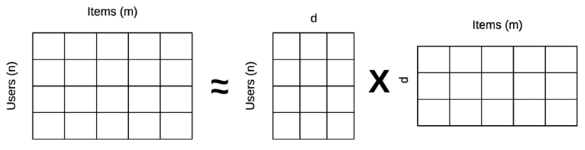 Items (m)
Users (n)
≈
d
Users (n)
X
Items (m)
d